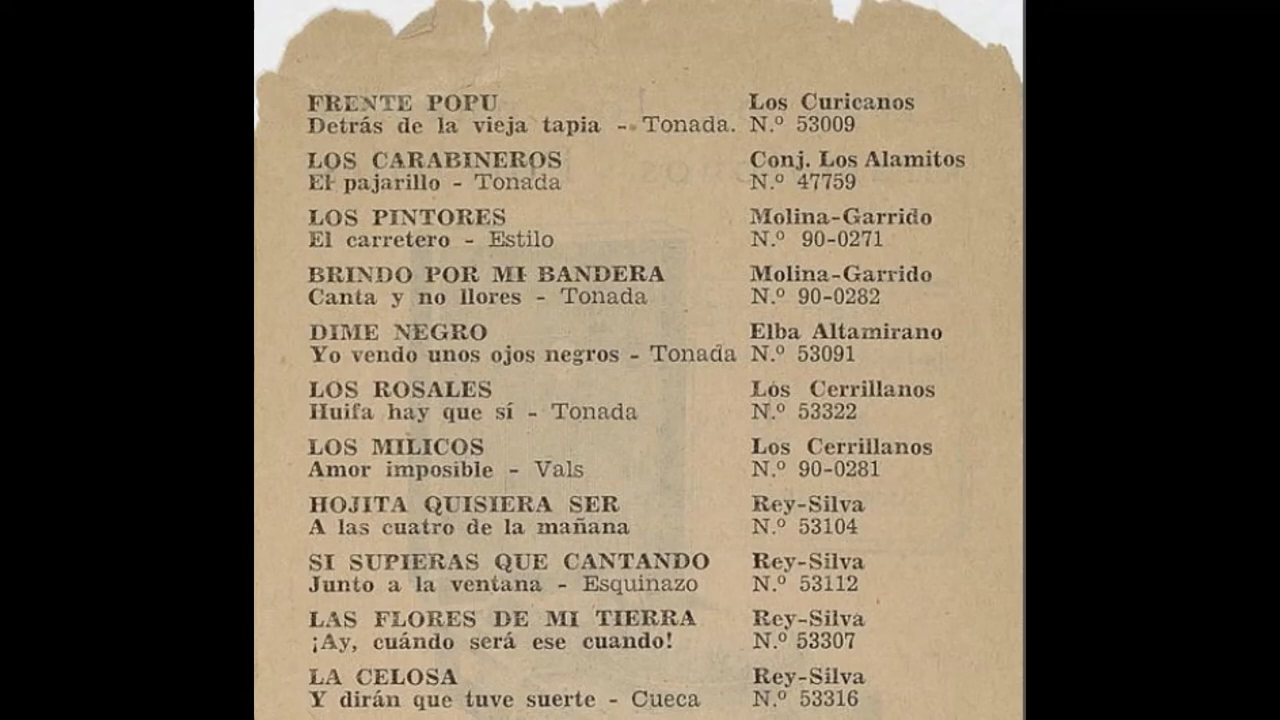 FRENTE POPU Los Curicanos
Detrás de la vieja tapia - Tonada. N.º 53009
LOS CARABINEROS Conj. Los Alamitos
El pajarillo - Tonada N.º 47759
LOS PINTORES Molina-Garrido
El carretero - Estilo N.º 90-0271
BRINDO POR MI BANDERA Molina-Garrido
Canta y no llores - Tonada N.º 90-0282
DIME NEGRO Elba Altamirano
Yo vendo unos ojos negros - Tonada N.º 53091
LOS ROSALES Los Cerrillanos
Huifa hay que sí - Tonada N.º 53322
LOS MILICOS Los Cerrillanos
Amor imposible - Vals N.º 90-0281
HOJITA QUISIERA SER Rey-Silva
A las cuatro de la mañana N.º 53104
SI SUPIERAS QUE CANTANDO Rey-Silva
Junto a la ventana - Esquinazo N.º 53112
LAS FLORES DE MI TIERRA Rey-Silva
¡Ay, cuándo será ese cuando! N.º 53307
LA CELOSA Rey-Silva
Y dirán que tuve suerte - Cueca N.º 53316